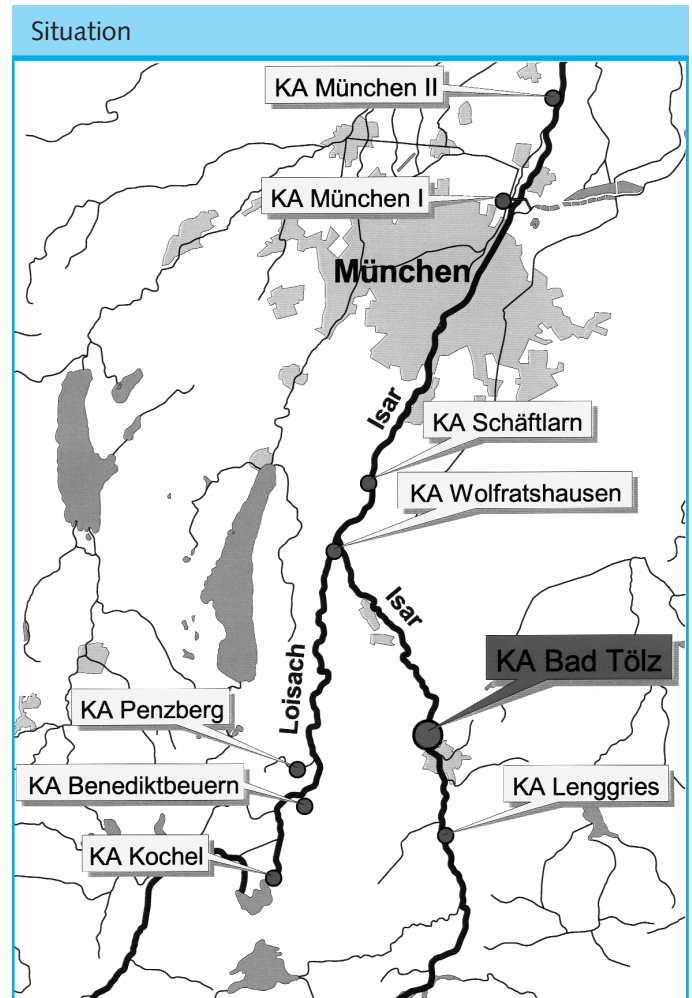 Situation
KA München II
KA München I
München
Isar
KA Schäftlarn
KA Wolfratshausen
Isar
KA Bad Tölz
Loisach
KA Penzberg
KA Benediktbeuern
KA Lenggries
KA Kochel